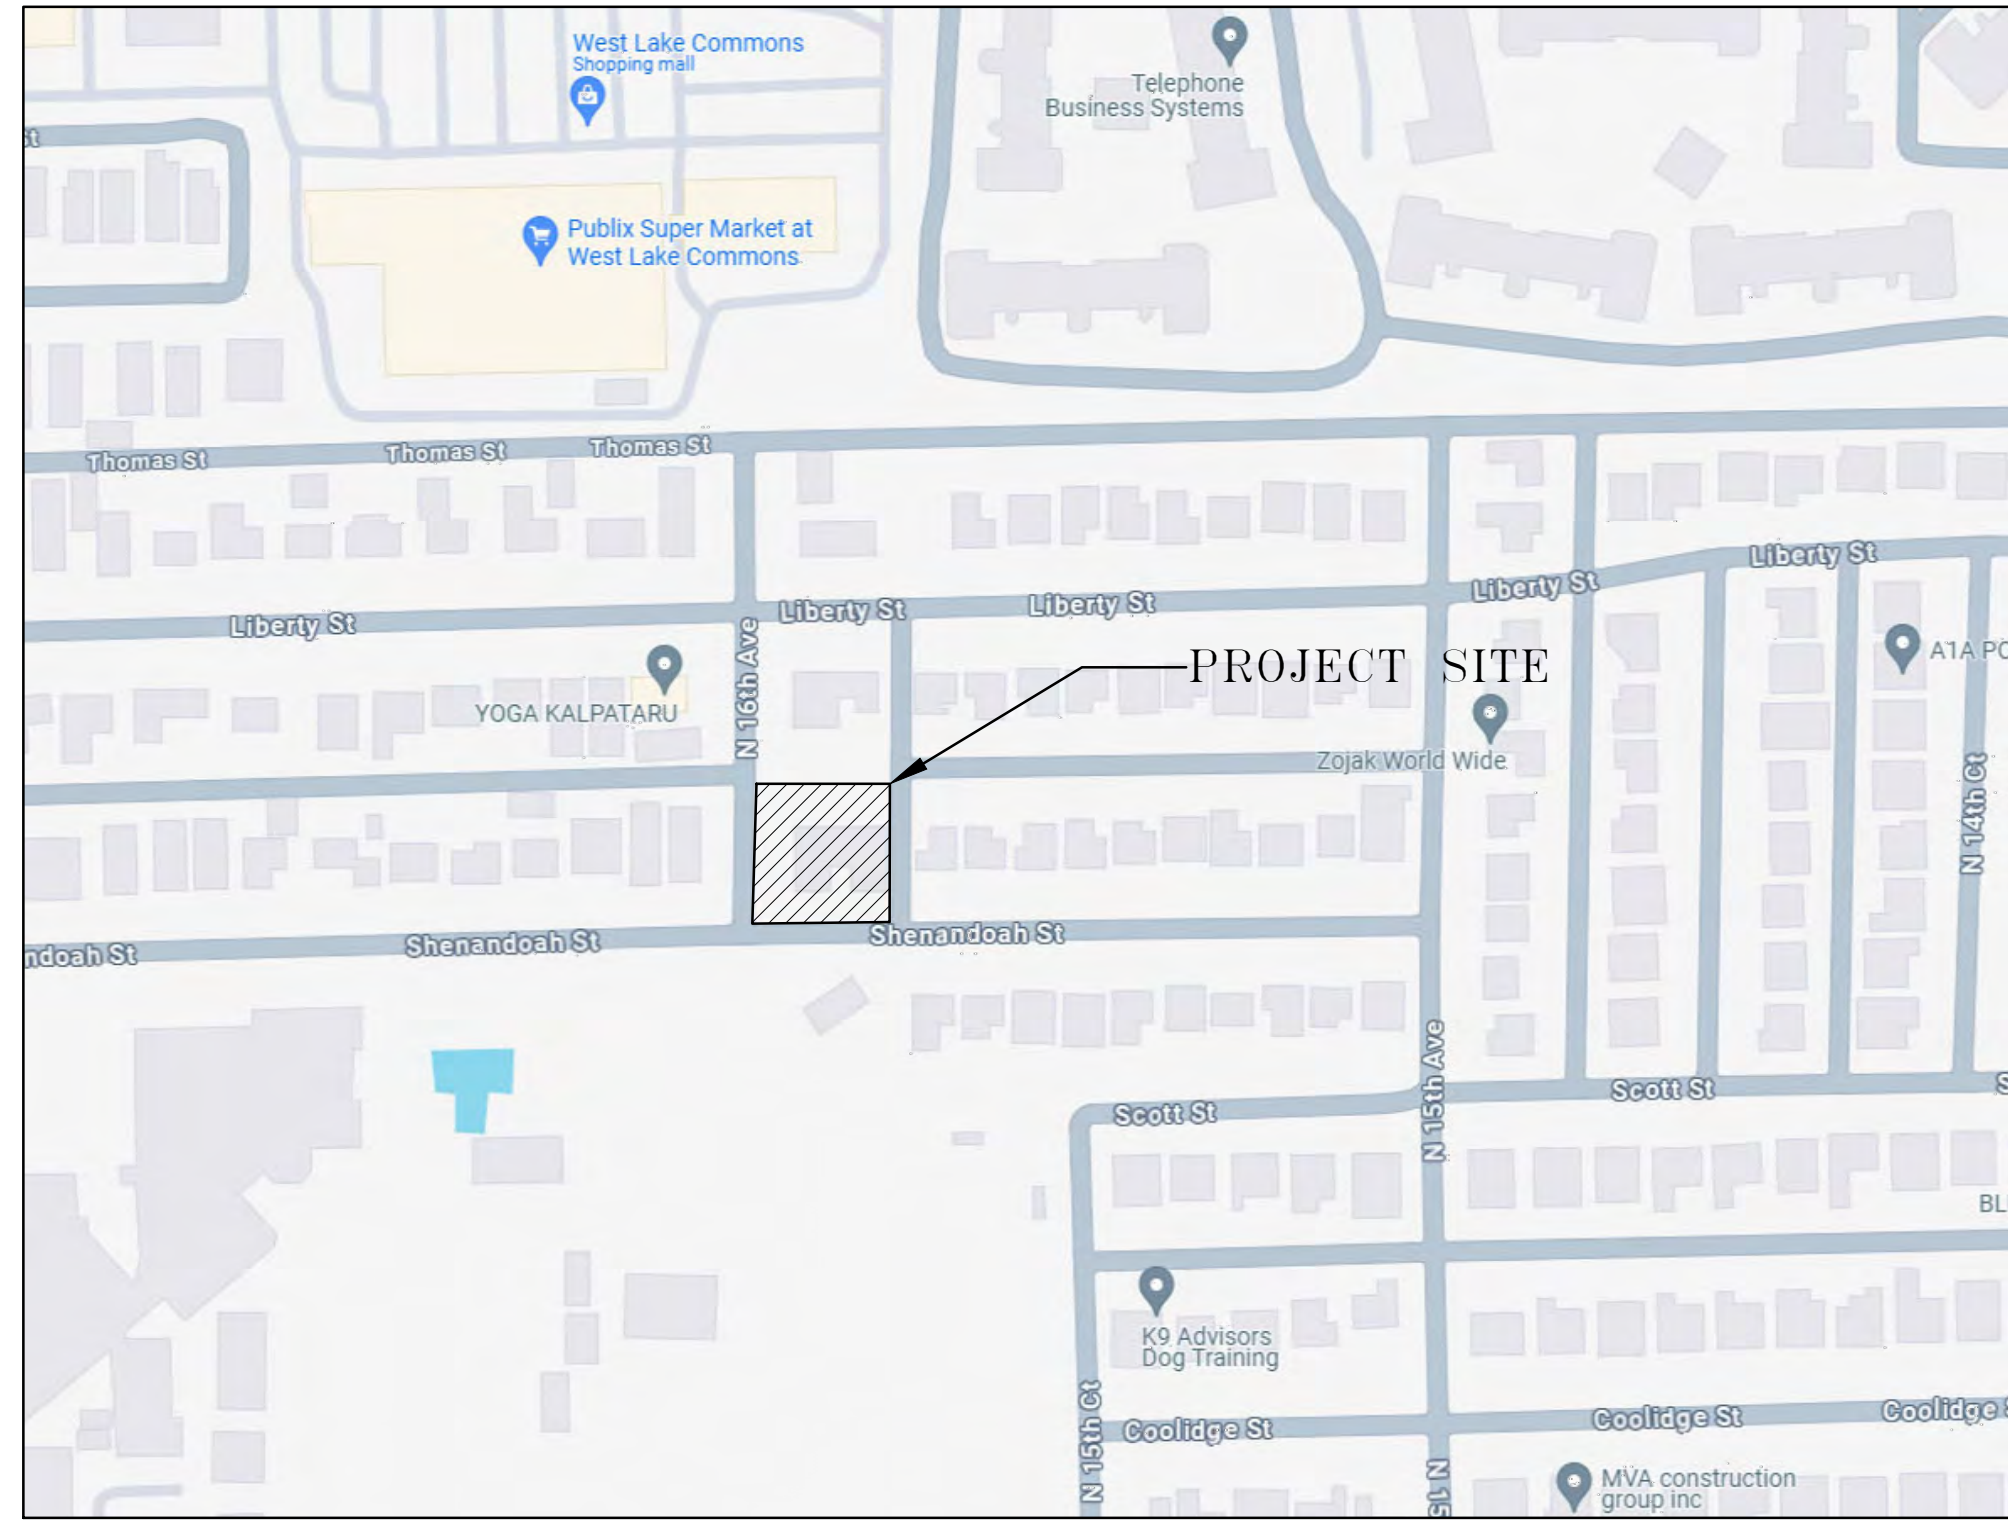 West Lake Commons
Shopping mall
Telephone
Business Systems
St
Publix Super Market at
West Lake Commons
Thomas St
Thomas St
Thomas St
Liberty St
Liberty St
Liberty St
Liberty St
Liberty St
N 16th Ave
PROJECT SITE
A1A PO
YOGA KALPATARU
Zojak World Wide
N 14th Ct
ndoah St
Shenandoah St
Shenandoah St
N 15th Ave
Scott St
Scott St
S
BL
K9 Advisors
Dog Training
N 15th Ct
Coolidge St
Coolidge St
Coolidge S
N 15
MVA construction
group inc